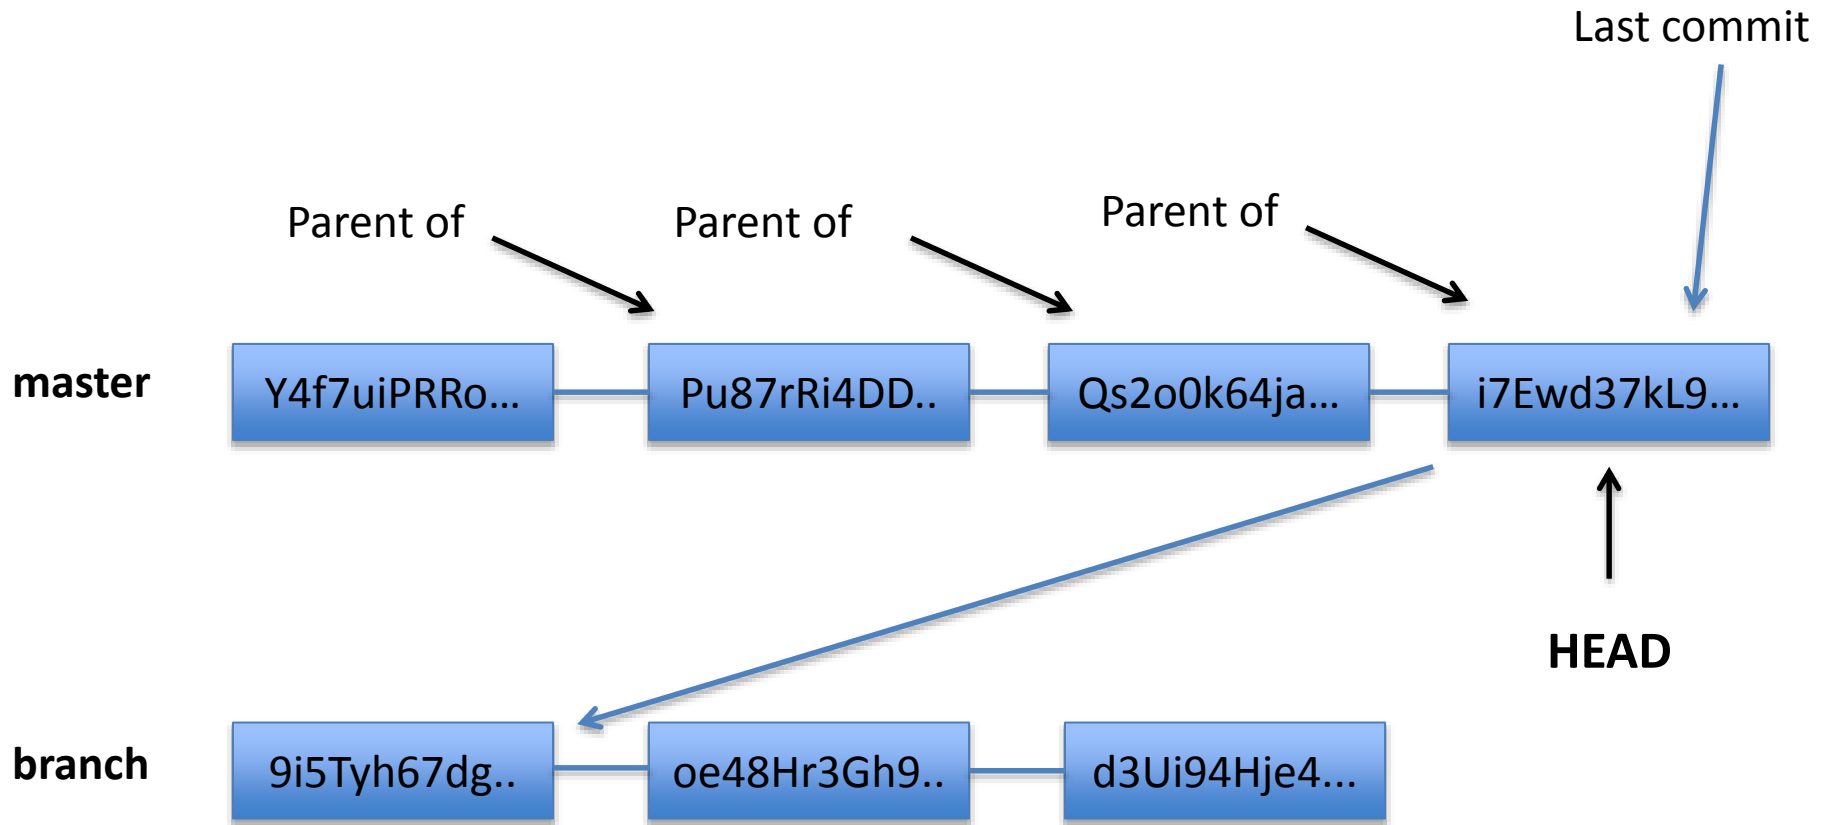 Last commit
Parent of
Parent of
Parent of
master
Y4f7uiPRRo...
Pu87rRi4DD..
Qs2o0k64ja...
i7Ewd37kL9...
HEAD
branch
9i5Tyh67dg..
oe48Hr3Gh9..
d3Ui94Hje4...